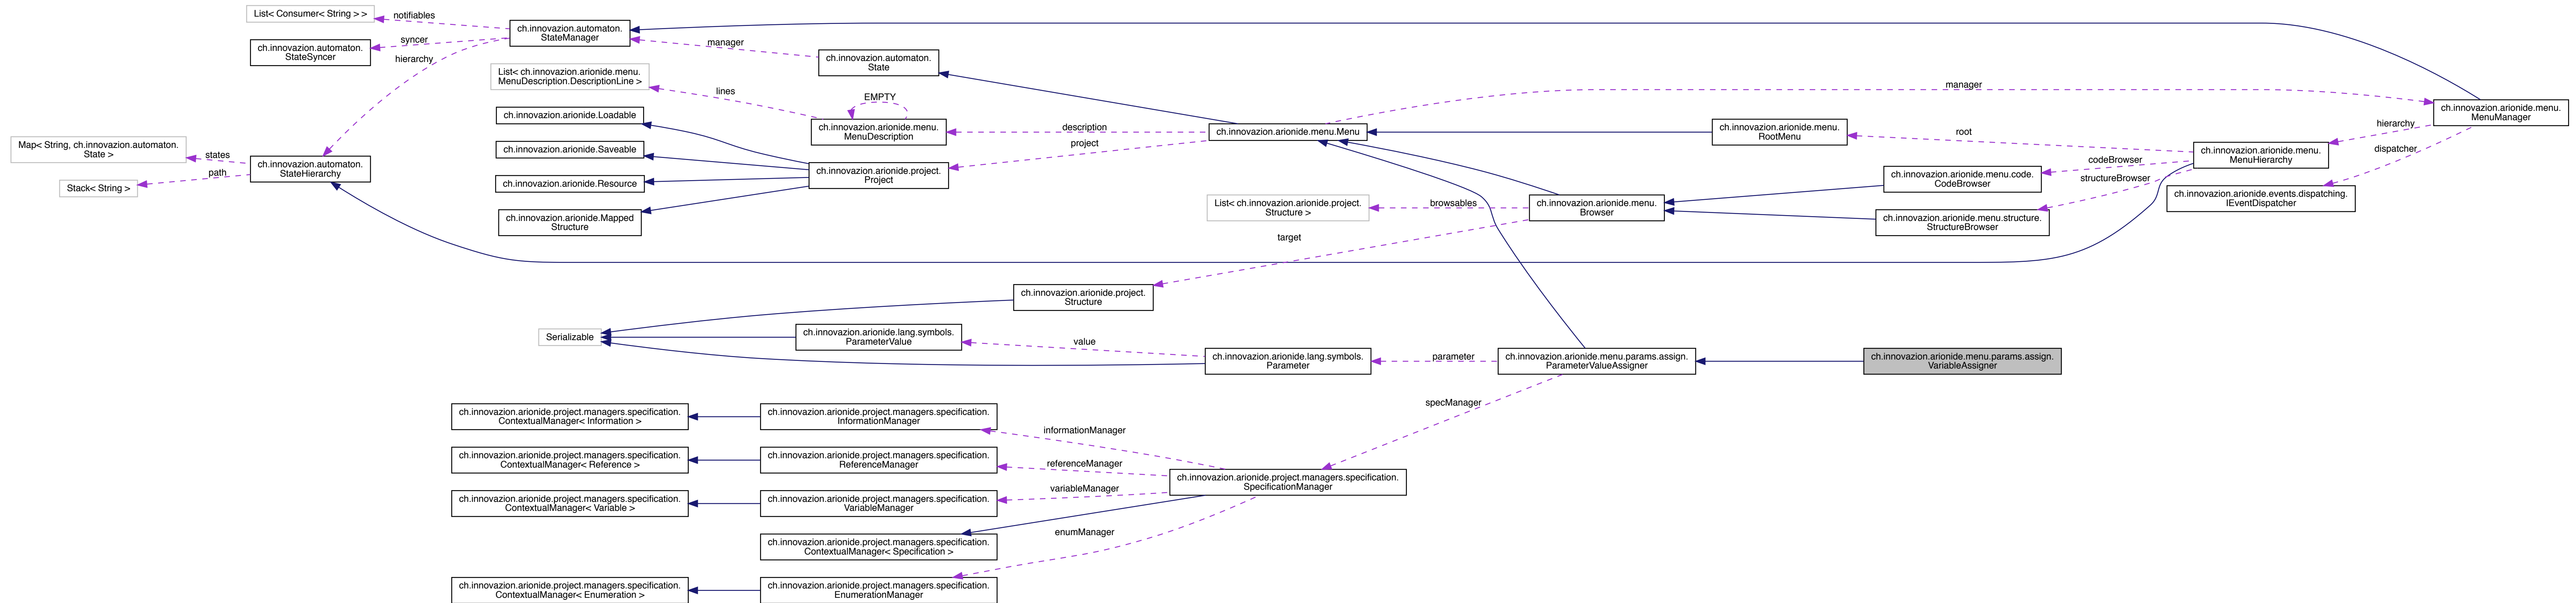 List< Consumer< String > >
notifiables
ch.innovazion.automaton.
StateManager
ch.innovazion.automaton.
StateSyncer
syncer
hierarchy
manager
ch.innovazion.automaton.
State
List< ch.innovazion.arionide.menu.
MenuDescription.DescriptionLine >
lines
EMPTY
manager
ch.innovazion.arionide.menu.
MenuManager
ch.innovazion.arionide.Loadable
ch.innovazion.arionide.menu.
MenuDescription
description
ch.innovazion.arionide.menu.Menu
ch.innovazion.arionide.menu.
RootMenu
root
hierarchy
Map< String, ch.innovazion.automaton.
State >
states
path
Stack< String >
ch.innovazion.automaton.
StateHierarchy
ch.innovazion.arionide.Saveable
project
ch.innovazion.arionide.project.
Project
ch.innovazion.arionide.Resource
ch.innovazion.arionide.Mapped
Structure
ch.innovazion.arionide.menu.
MenuHierarchy
dispatcher
codeBrowser
structureBrowser
ch.innovazion.arionide.menu.code.
CodeBrowser
ch.innovazion.arionide.events.dispatching.
IEventDispatcher
List< ch.innovazion.arionide.project.
Structure >
browsables
ch.innovazion.arionide.menu.
Browser
ch.innovazion.arionide.menu.structure.
StructureBrowser
target
ch.innovazion.arionide.project.
Structure
Serializable
ch.innovazion.arionide.lang.symbols.
ParameterValue
value
ch.innovazion.arionide.lang.symbols.
Parameter
parameter
ch.innovazion.arionide.menu.params.assign.
ParameterValueAssigner
ch.innovazion.arionide.menu.params.assign.
VariableAssigner
specManager
ch.innovazion.arionide.project.managers.specification.
ContextualManager< Information >
ch.innovazion.arionide.project.managers.specification.
InformationManager
informationManager
ch.innovazion.arionide.project.managers.specification.
ContextualManager< Reference >
ch.innovazion.arionide.project.managers.specification.
ReferenceManager
referenceManager
ch.innovazion.arionide.project.managers.specification.
SpecificationManager
ch.innovazion.arionide.project.managers.specification.
ContextualManager< Variable >
ch.innovazion.arionide.project.managers.specification.
VariableManager
variableManager
ch.innovazion.arionide.project.managers.specification.
ContextualManager< Specification >
enumManager
ch.innovazion.arionide.project.managers.specification.
ContextualManager< Enumeration >
ch.innovazion.arionide.project.managers.specification.
EnumerationManager